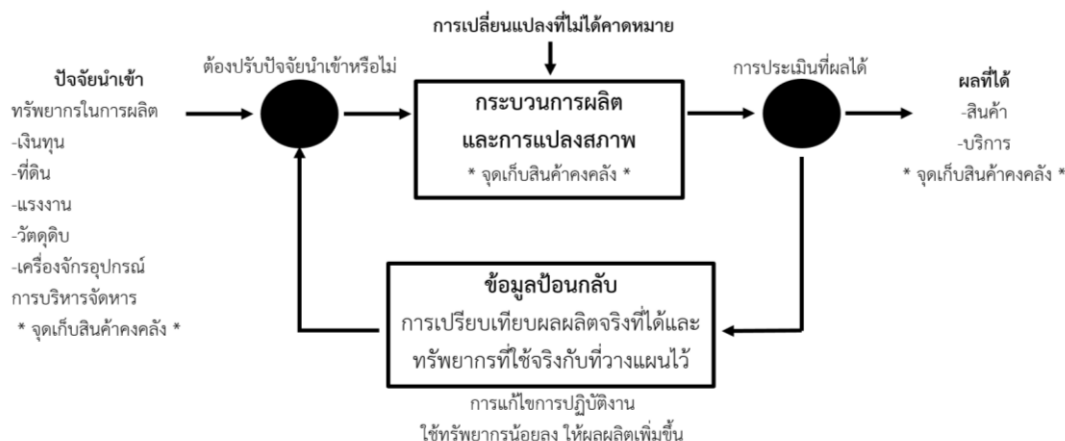 การเปลี่ยนแปลงที่ไม่ได้คาดหมาย
ต้องปรับปัจจัยนำเข้าหรือไม่
การประเมินที่ผลได้
ปัจจัยนำเข้า
ทรัพยากรในการผลิต
-เงินทุน
-ที่ดิน
-แรงงาน
-วัตดุดิบ
-เครื่องจักรอุปกรณ์
การบริหารจัดหาร
* จุดเก็บสินค้าคงคลัง *
กระบวนการผลิต
และการแปลงสภาพ
* จุดเก็บสินค้าคงคลัง *
ผลที่ได้
-สินค้า
-บริการ
* จุดเก็บสินค้าคงคลัง *
ข้อมูลป้อนกลับ
การเปรียบเทียบผลผลิตจริงที่ได้และ
ทรัพยากรที่ใช้จริงกับที่วางแผนไว้
การแก้ไขการปฏิบัติงาน
ใช้ทรัพยากรน้อยลง ให้ผลผลิตเพิ่มขึ้น